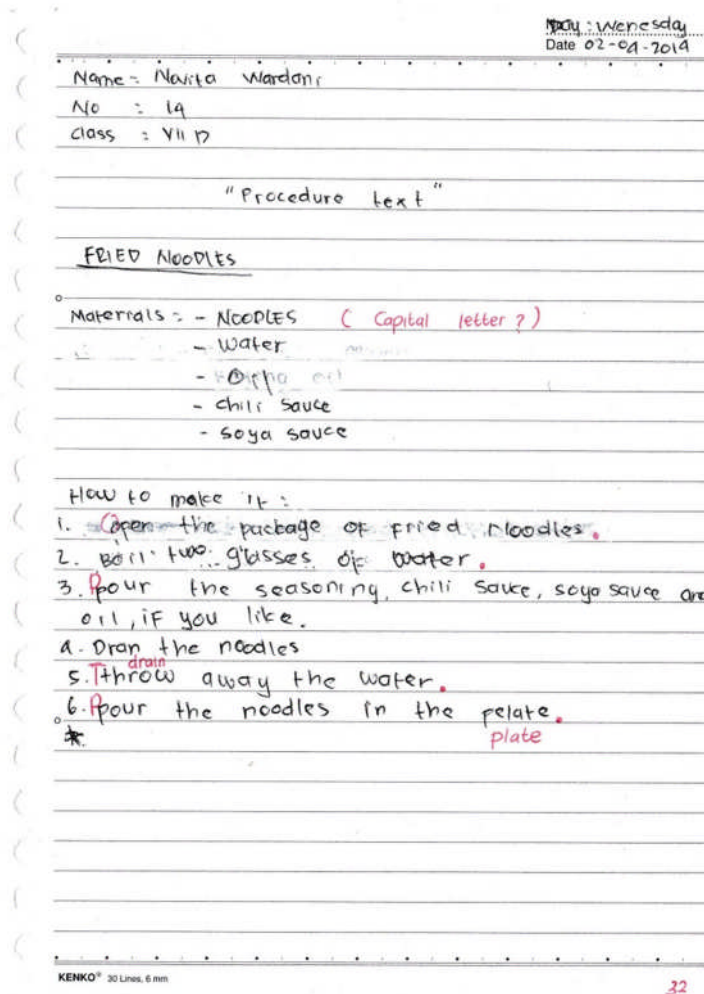 Day : wenesday
Date 02-04-2014
Name : Navita Wardani
No : 14
class : VII D
"Procedure text"
FRIED NOODLES
Materials : - NOODLES ( Capital letter ? )
- water
- oil
- chili sauce
- soya sauce
How to make it :
1. Open the package of fried Noodles.
2. Boil two glasses of water.
3. Ppour the seasoning, chili sauce, soya sauce and
oil, if you like.
4. Dran the noodles
drain
5. Tthrow away the water.
6. Ppour the noodles in the pelate.
plate
KENKO® 30 Lines, 6 mm
32